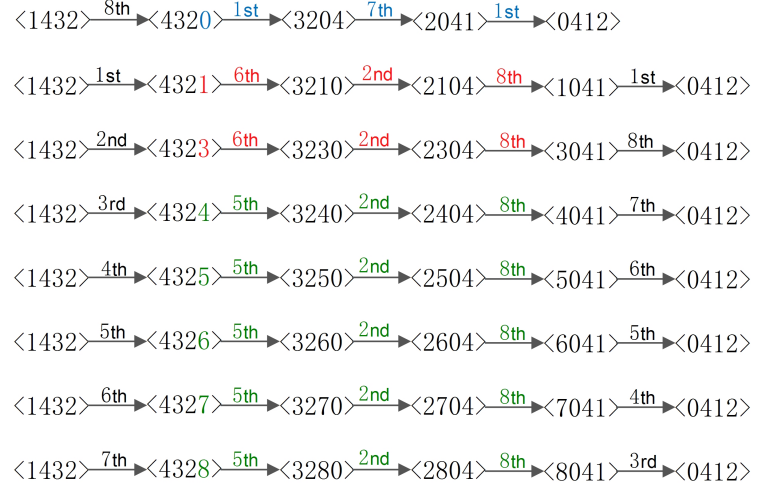 <1432> 8th <4320> 1st <3204> 7th <2041> 1st <0412>
<1432> 1st <4321> 6th <3210> 2nd <2104> 8th <1041> 1st <0412>
<1432> 2nd <4323> 6th <3230> 2nd <2304> 8th <3041> 8th <0412>
<1432> 3rd <4324> 5th <3240> 2nd <2404> 8th <4041> 7th <0412>
<1432> 4th <4325> 5th <3250> 2nd <2504> 8th <5041> 6th <0412>
<1432> 5th <4326> 5th <3260> 2nd <2604> 8th <6041> 5th <0412>
<1432> 6th <4327> 5th <3270> 2nd <2704> 8th <7041> 4th <0412>
<1432> 7th <4328> 5th <3280> 2nd <2804> 8th <8041> 3rd <0412>